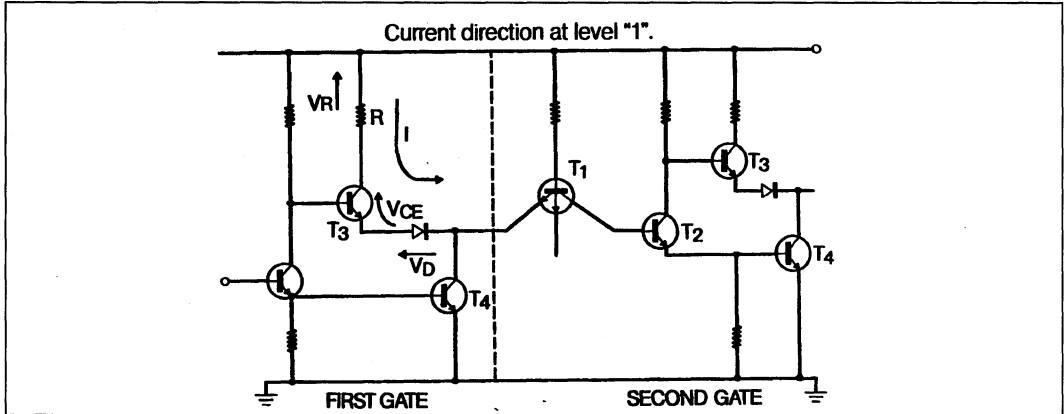 Current direction at level "1".
VR
R
I
T1
T3
VCE
T3
T2
VD
T4
T4
FIRST GATE
SECOND GATE